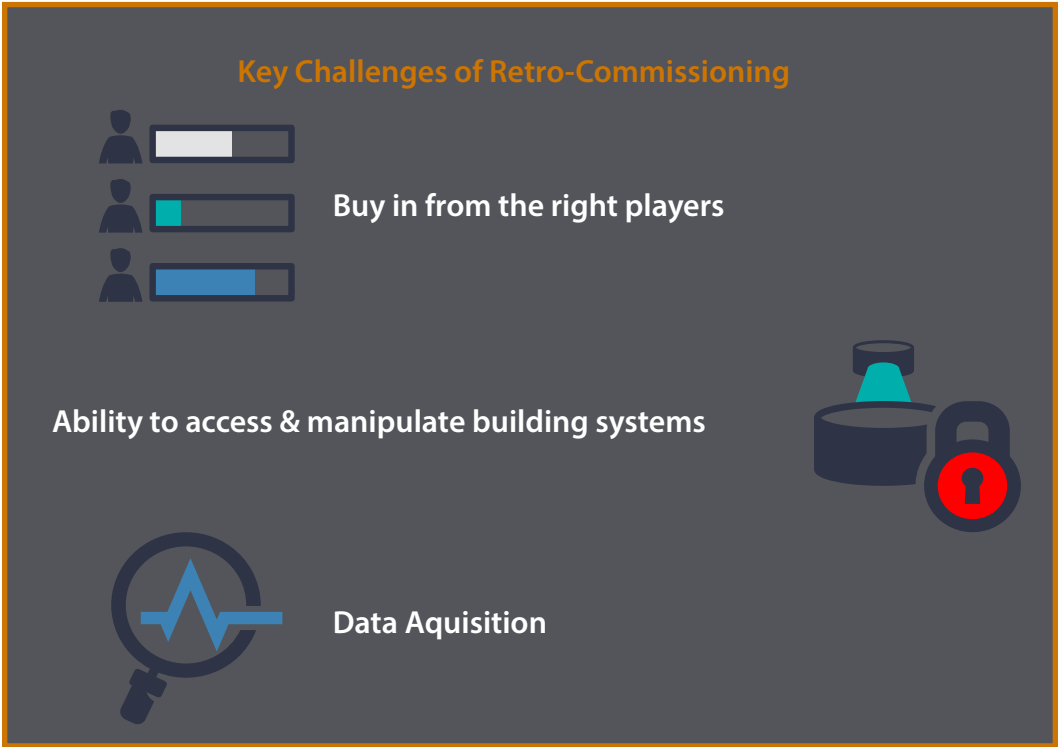 Key Challenges of Retro-Commissioning
Buy in from the right players
Ability to access & manipulate building systems
Data Aquisition